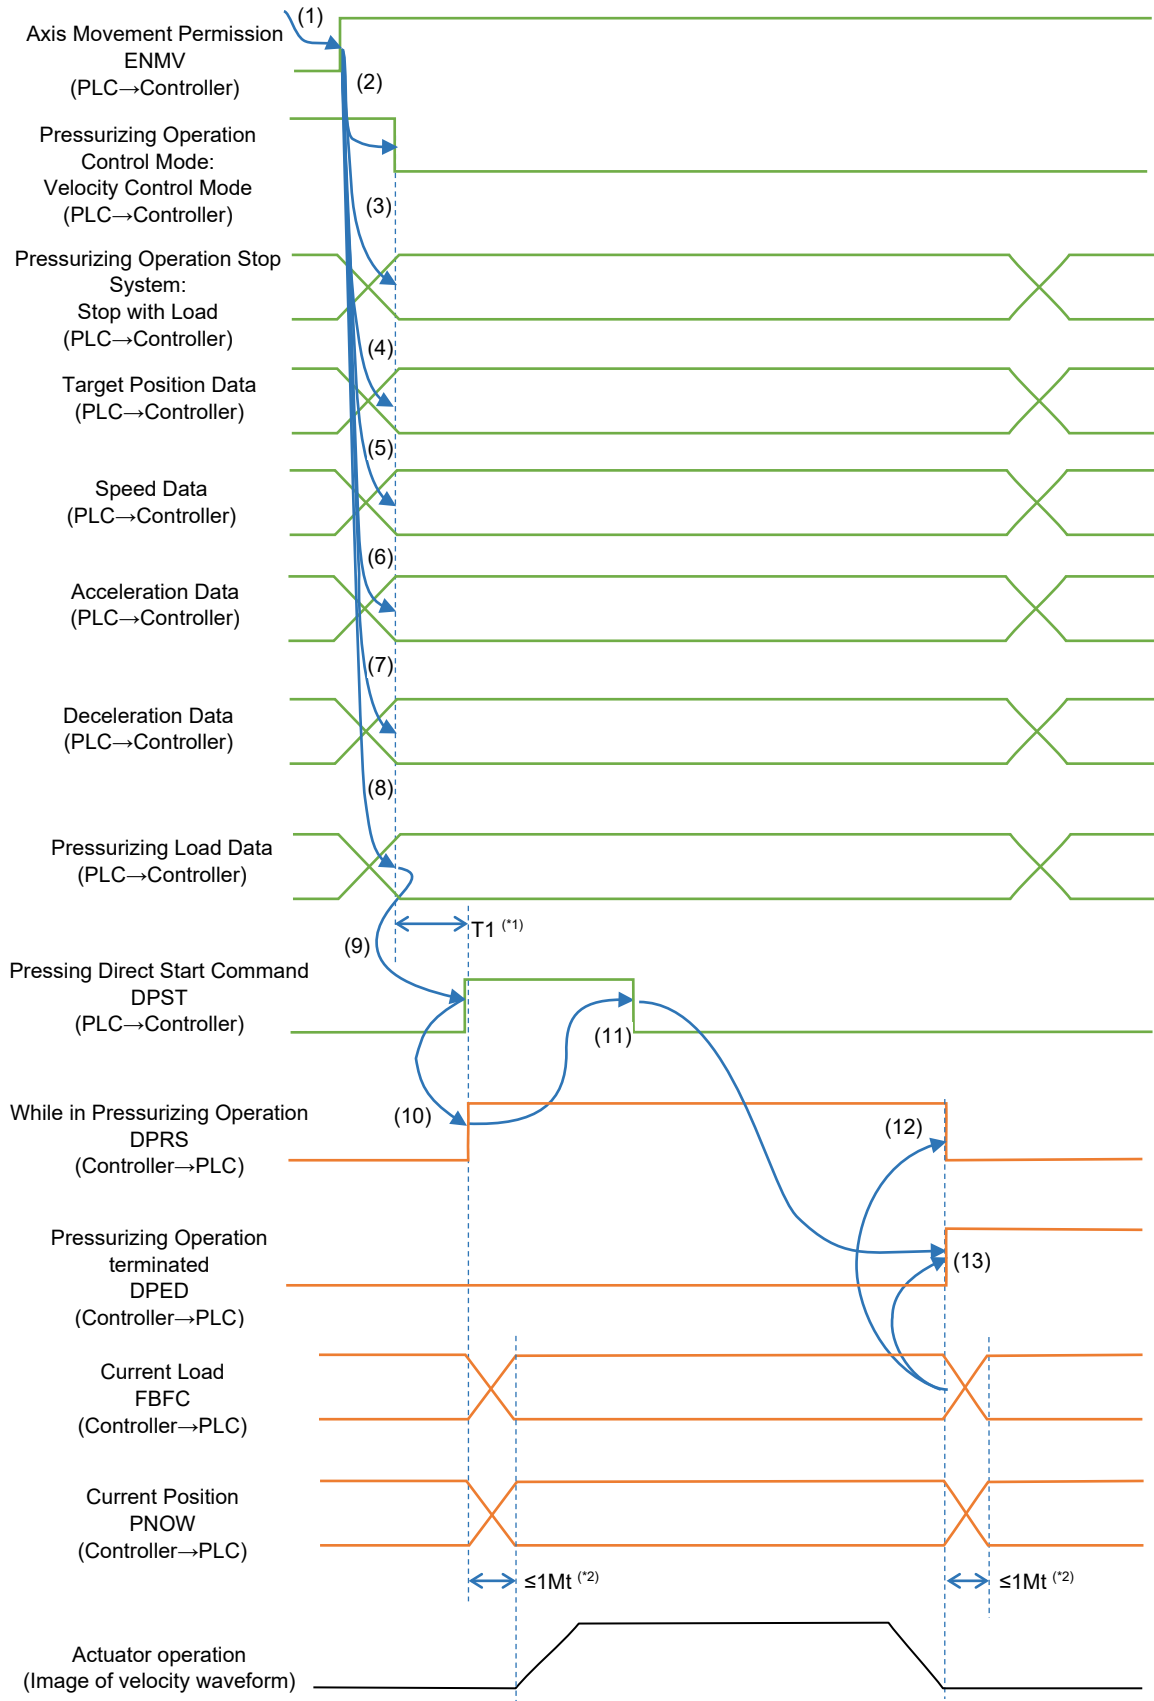 (1)
Axis Movement Permission
ENMV
(PLC→Controller)
(2)
Pressurizing Operation
Control Mode:
Velocity Control Mode
(PLC→Controller)
(3)
Pressurizing Operation Stop
System:
Stop with Load
(PLC→Controller)
(4)
Target Position Data
(PLC→Controller)
(5)
Speed Data
(PLC→Controller)
(6)
Acceleration Data
(PLC→Controller)
(7)
Deceleration Data
(PLC→Controller)
(8)
Pressurizing Load Data
(PLC→Controller)
T1 (*1)
(9)
Pressing Direct Start Command
DPST
(PLC→Controller)
(11)
(10)
While in Pressurizing Operation
DPRS
(Controller→PLC)
(12)
Pressurizing Operation
terminated
DPED
(Controller→PLC)
(13)
Current Load
FBFC
(Controller→PLC)
Current Position
PNOW
(Controller→PLC)
≤1Mt (*2)
≤1Mt (*2)
Actuator operation
(Image of velocity waveform)